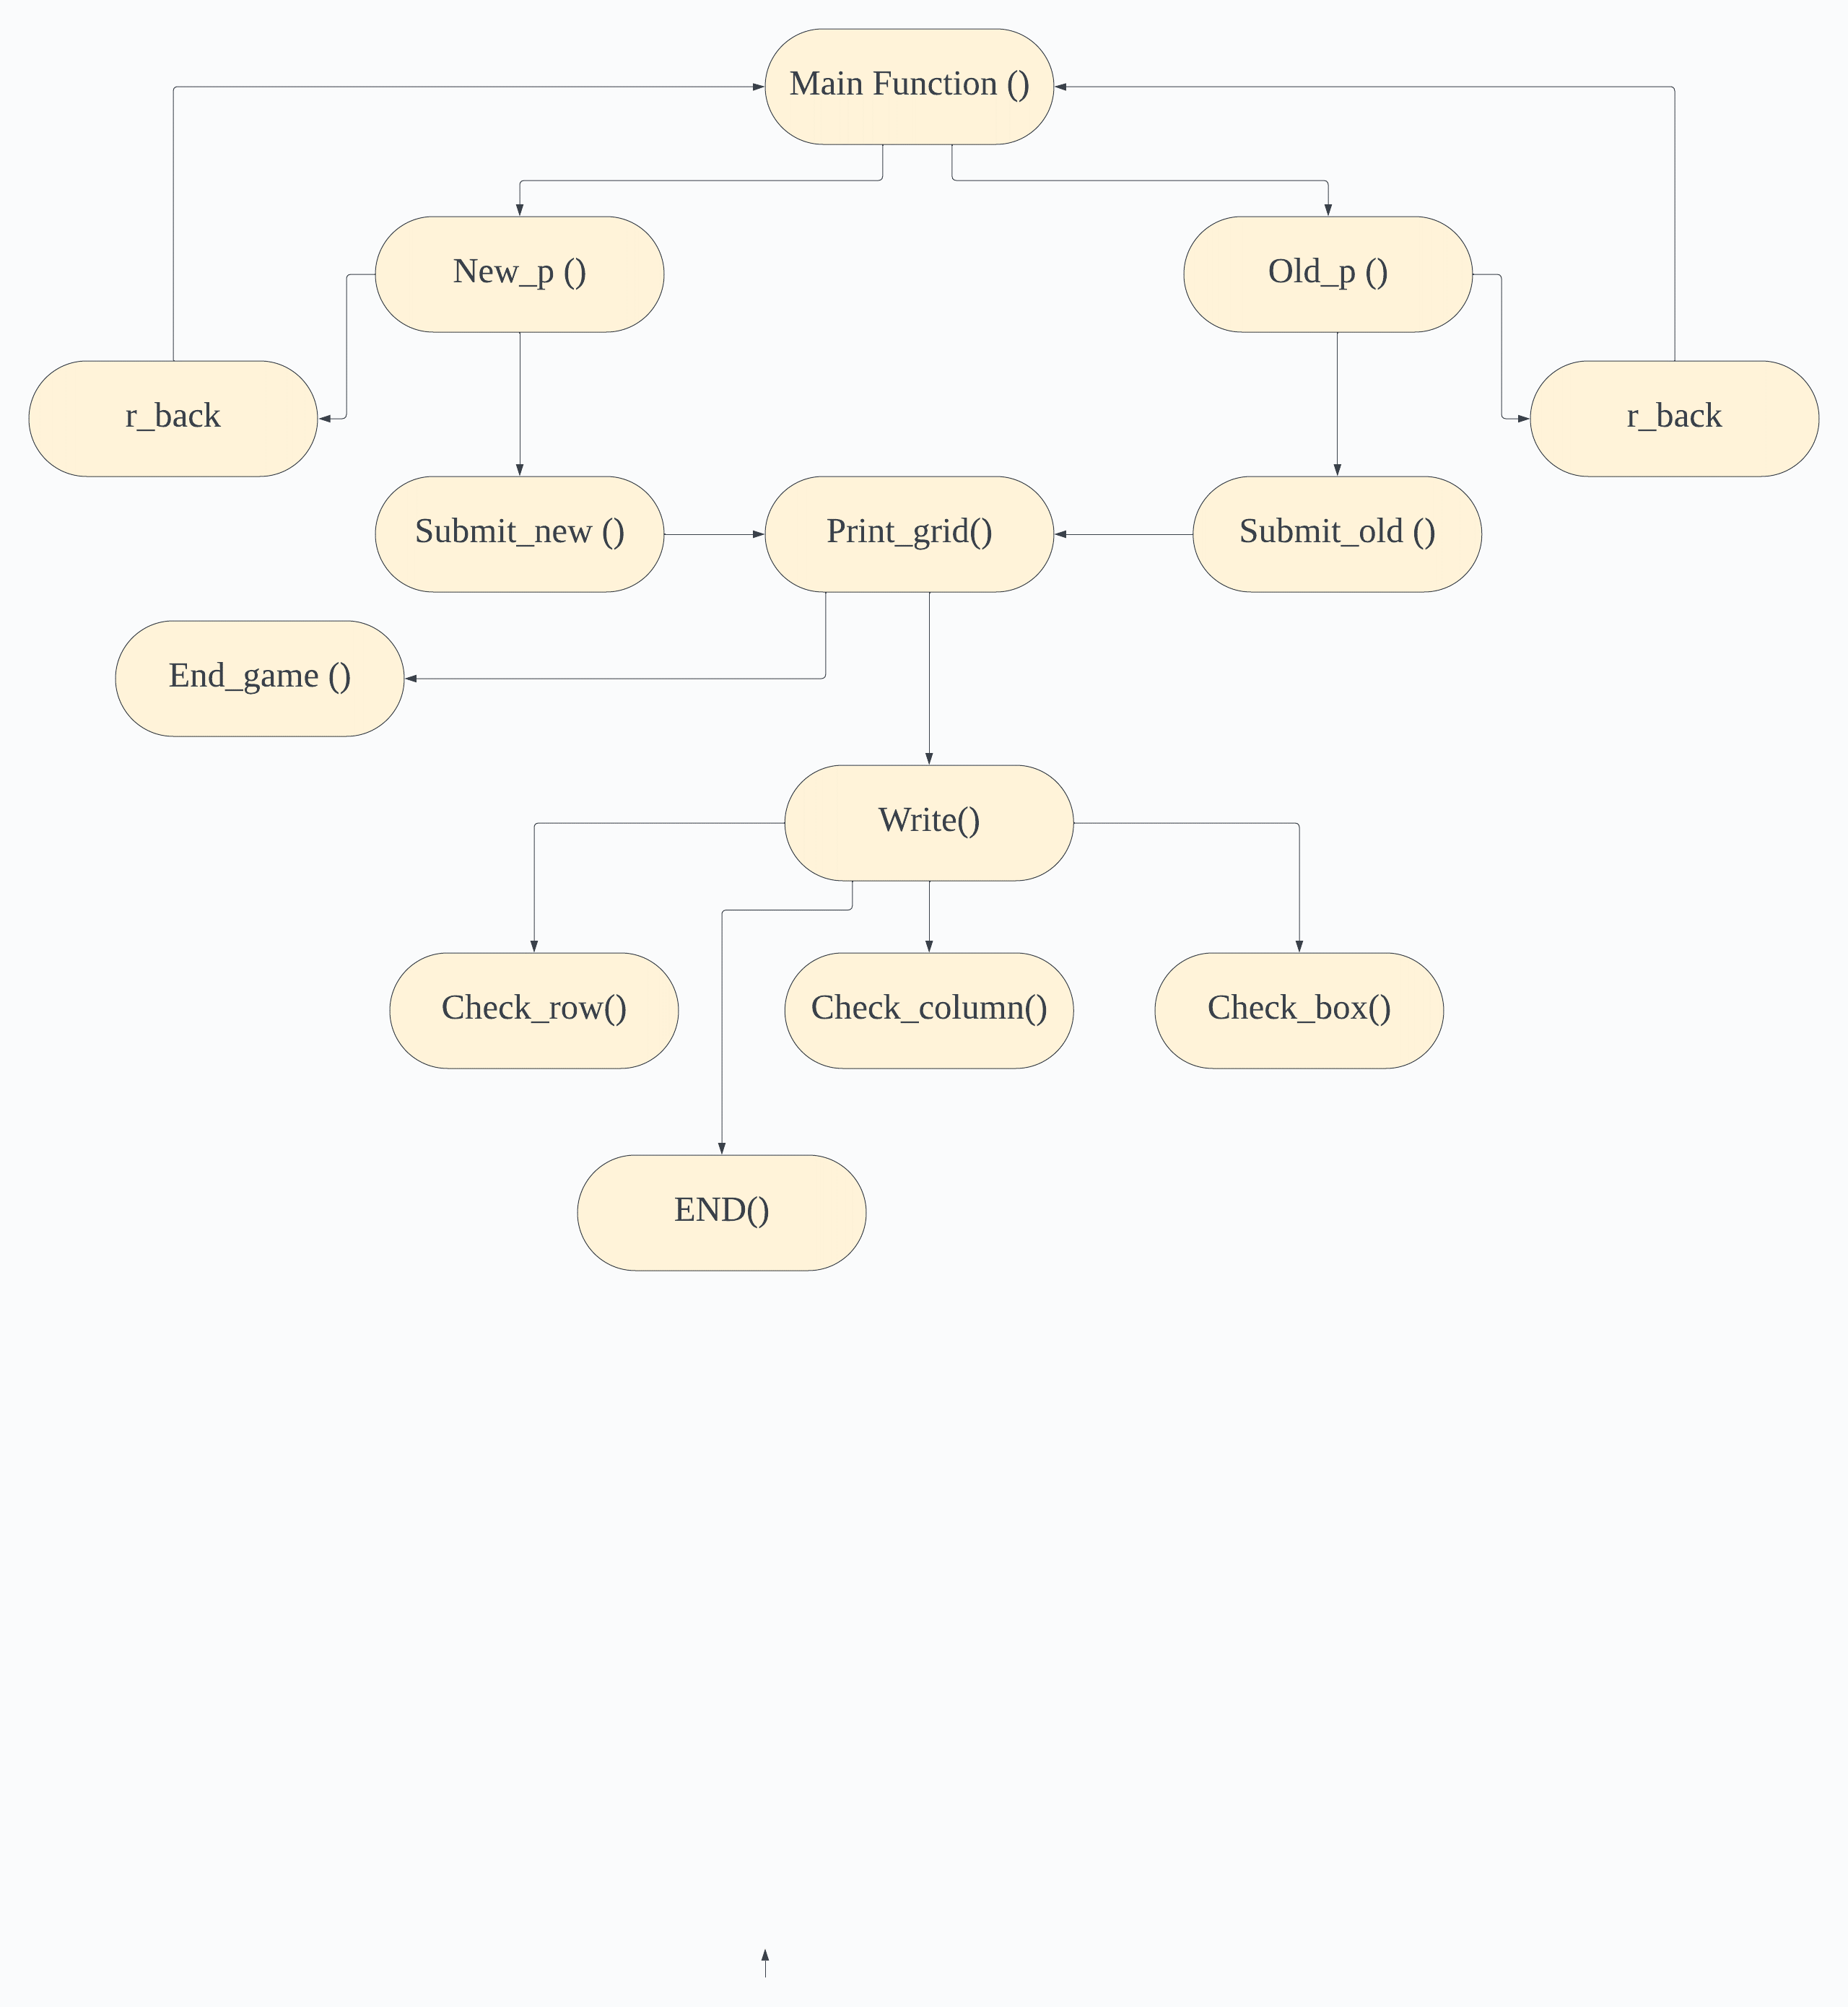 Main Function ()
New_p ()
Old_p ()
r_back
r_back
Submit_new ()
Print_grid()
Submit_old ()
End_game ()
Write()
Check_row()
Check_column()
Check_box()
END()